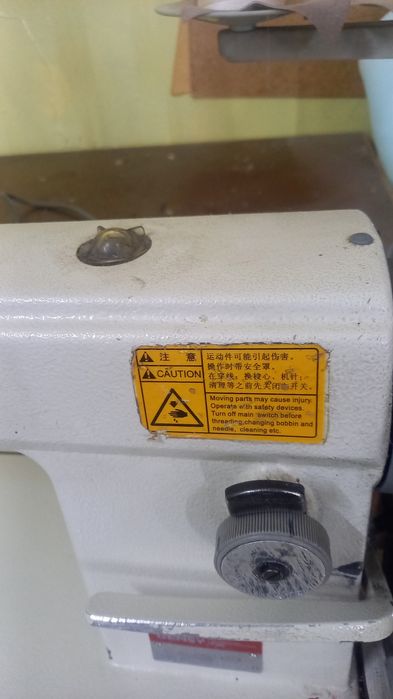 注 意
CAUTION
运动件可能引起伤害。
操作时带安全罩。
在穿线、换梭心、机针；
清理等之前先关闭临开关。
Moving parts may cause injury.
Operate with safety devices.
Turn off main switch before
threading,changing bobbin and
needle, cleaning etc.